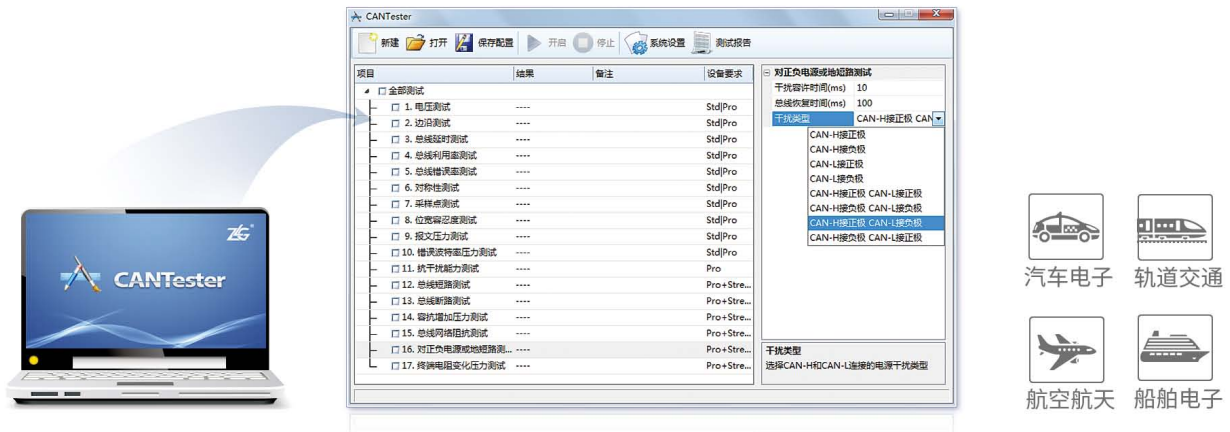 CANTester
新建 打开 保存配置 开启 停止 系统设置 测试报告
项目 结果 备注 设备要求
全部测试
1. 电压测试 ---- Std|Pro
2. 边沿测试 ---- Std|Pro
3. 总线延时测试 ---- Std|Pro
4. 总线利用率测试 ---- Std|Pro
5. 总线错误率测试 ---- Std|Pro
6. 对称性测试 ---- Std|Pro
7. 采样点测试 ---- Std|Pro
8. 位宽容忍度测试 ---- Std|Pro
9. 报文压力测试 ---- Std|Pro
10. 错误波特率压力测试 ---- Std|Pro
11. 抗干扰能力测试 ---- Pro
12. 总线短路测试 ---- Pro+Stre...
13. 总线断路测试 ---- Pro+Stre...
14. 容抗增加压力测试 ---- Pro+Stre...
15. 总线网络阻抗测试 ---- Pro+Stre...
16. 对正负电源或地短路测... ---- Pro+Stre...
17. 终端电阻变化压力测试 ---- Pro+Stre...
对正负电源或地短路测试
干扰容许时间(ms) 10
总线恢复时间(ms) 100
干扰类型 CAN-H接正极 CAN
CAN-H接正极
CAN-H接负极
CAN-L接正极
CAN-L接负极
CAN-H接正极 CAN-L接正极
CAN-H接负极 CAN-L接负极
CAN-H接正极 CAN-L接负极
CAN-H接负极 CAN-L接正极
干扰类型
选择CAN-H和CAN-L连接的电源干扰类型
ZLG®
CANTester
汽车电子 轨道交通
航空航天 船舶电子